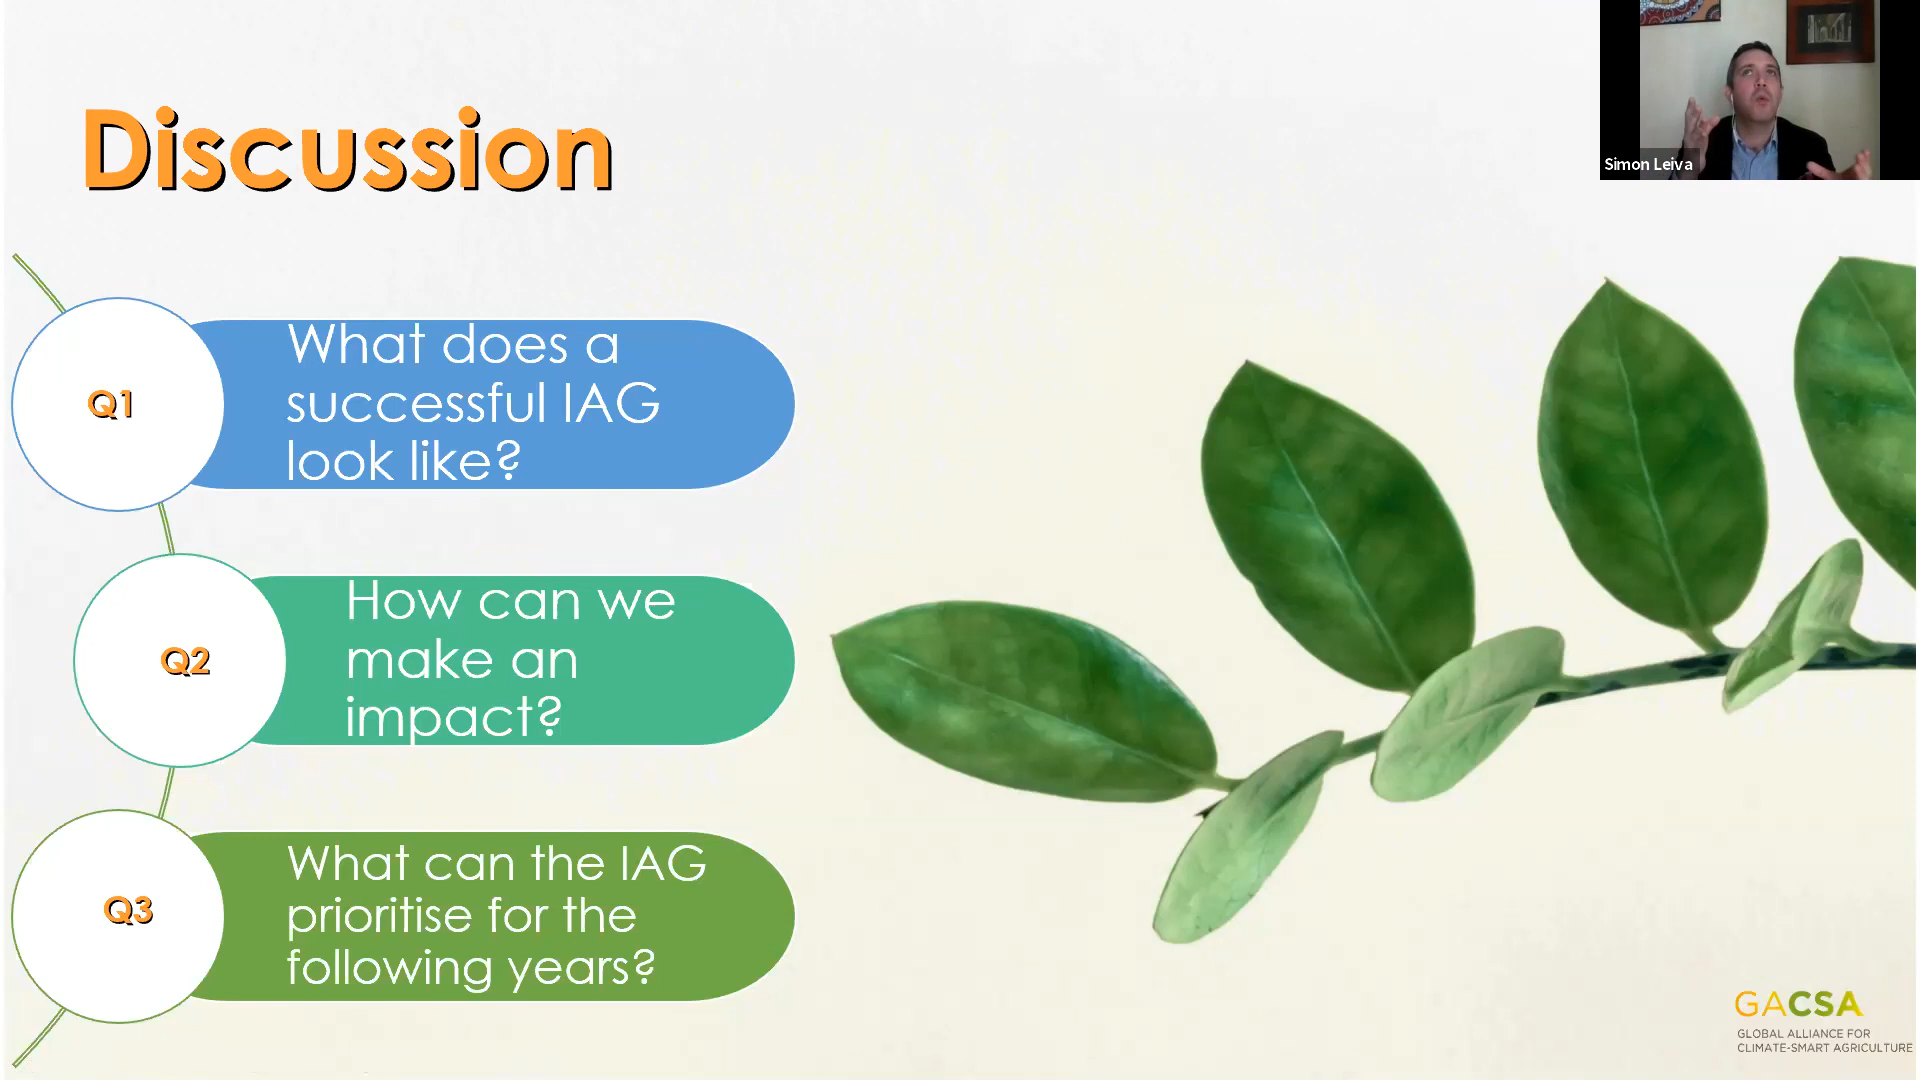 Discussion
Simon Leiva
Q1
What does a
successful IAG
look like?
Q2
How can we
make an
impact?
Q3
What can the IAG
prioritise for the
following years?
GACSA
GLOBAL ALLIANCE FOR
CLIMATE-SMART AGRICULTURE